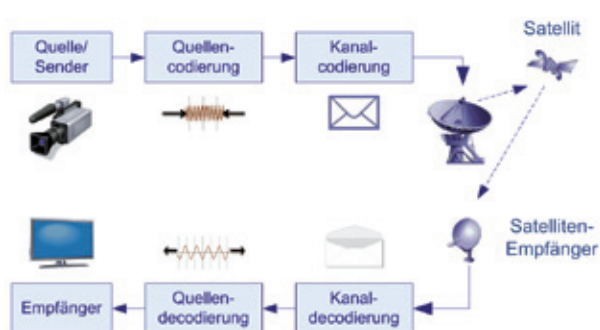 Quelle/
Sender
Quellen-
codierung
Kanal-
codierung
Satellit
Satelliten-
Empfänger
Empfänger
Quellen-
decodierung
Kanal-
decodierung